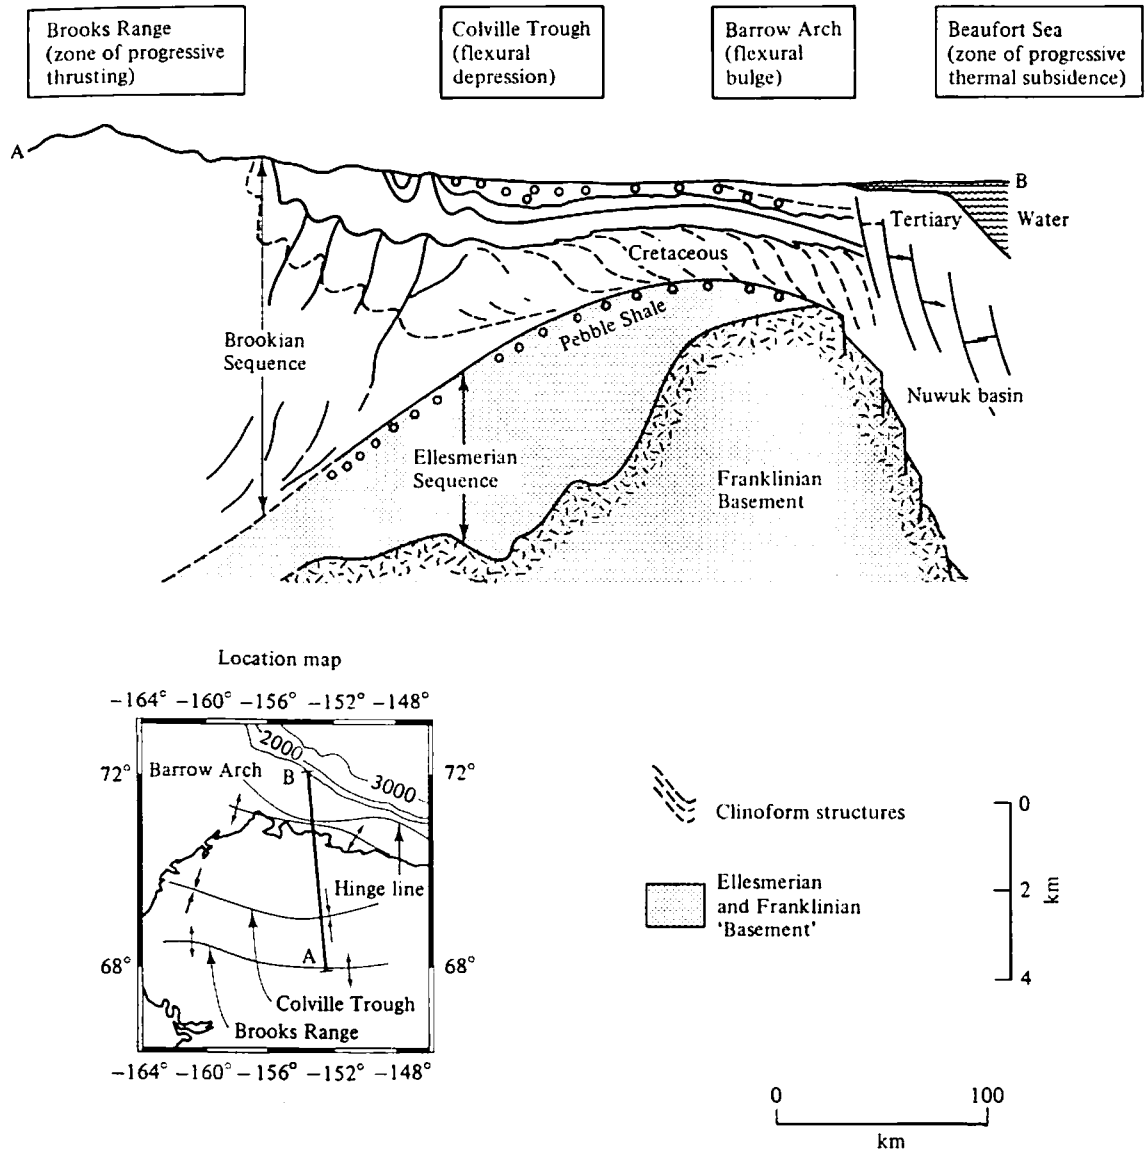 Brooks Range
(zone of progressive
thrusting)
Colville Trough
(flexural
depression)
Barrow Arch
(flexural
bulge)
Beaufort Sea
(zone of progressive
thermal subsidence)
A
B
Tertiary
Water
Cretaceous
Pebble Shale
Brookian
Sequence
Nuwuk basin
Ellesmerian
Sequence
Franklinian
Basement
Location map
−164° −160° −156° −152° −148°
2000
3000
72°
Barrow Arch
B
72°
Hinge line
68°
A
68°
Colville Trough
Brooks Range
−164° −160° −156° −152° −148°
Clinoform structures
Ellesmerian
and Franklinian
'Basement'
0
2
4
km
0
100
km